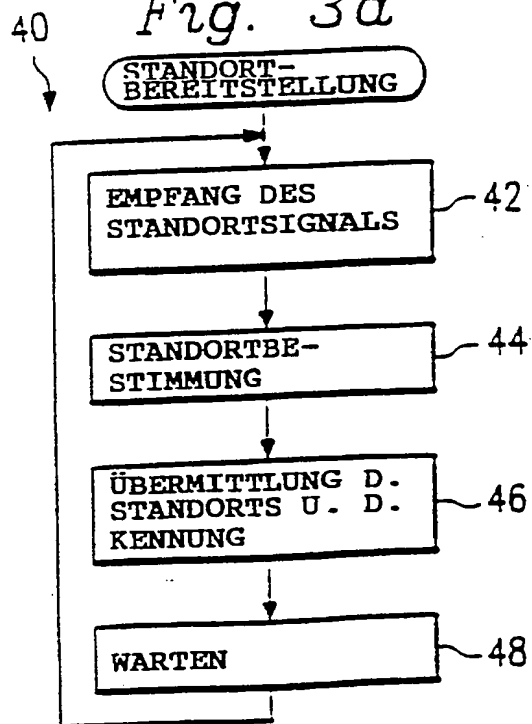 Fig. 3a
40
STANDORT-
BEREITSTELLUNG
EMPFANG DES
STANDORTSIGNALS
42
STANDORTBE-
STIMMUNG
44
ÜBERMITTLUNG D.
STANDORTS U. D.
KENNUNG
46
WARTEN
48